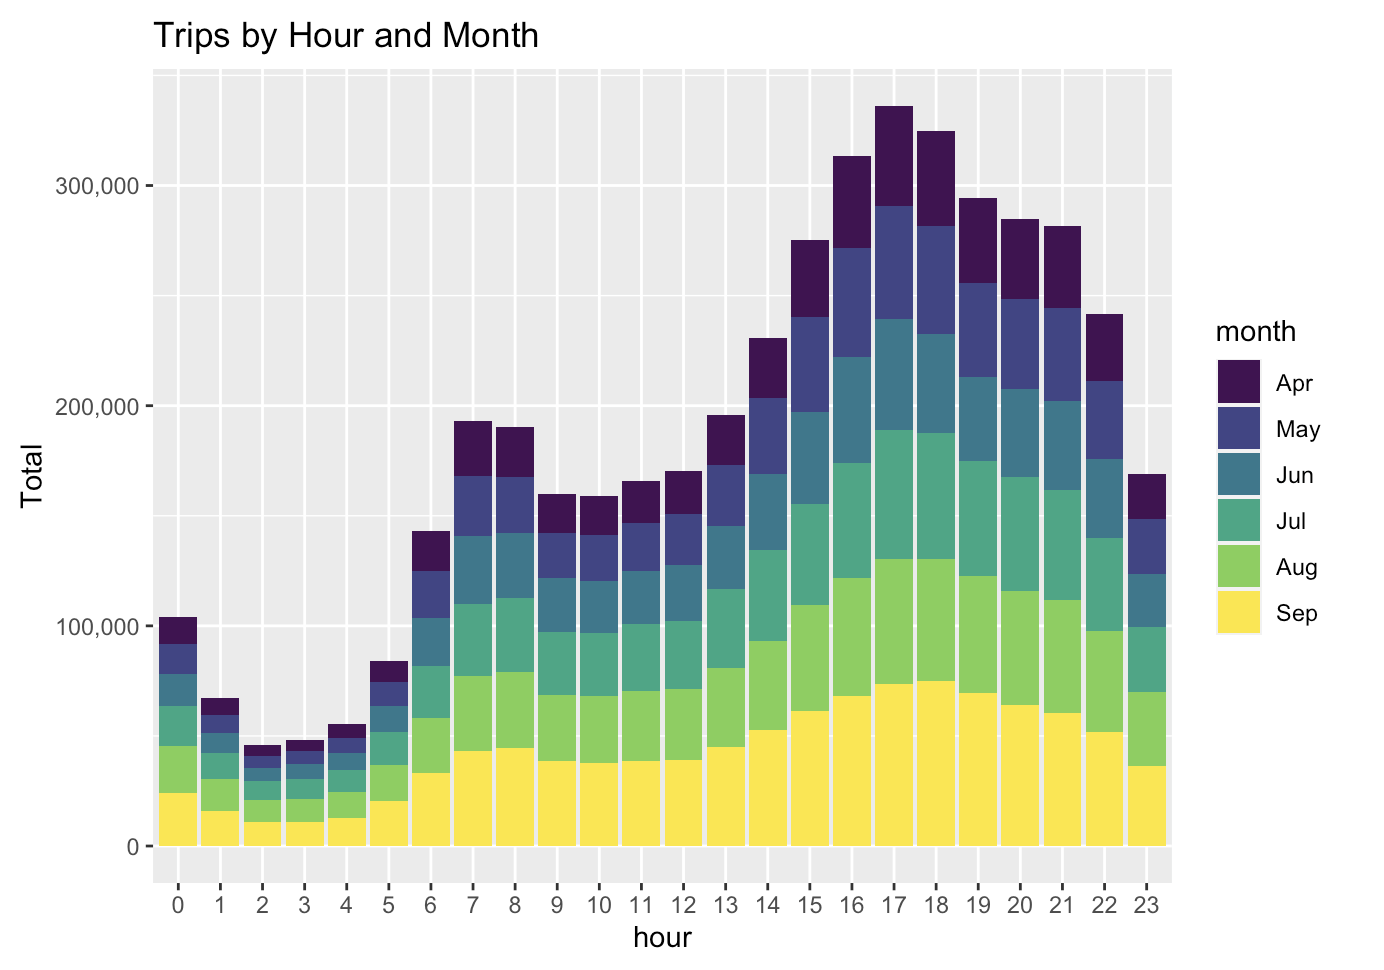 Trips by Hour and Month
Total
300,000
200,000
100,000
0
0 1 2 3 4 5 6 7 8 9 10 11 12 13 14 15 16 17 18 19 20 21 22 23
hour
month
Apr
May
Jun
Jul
Aug
Sep